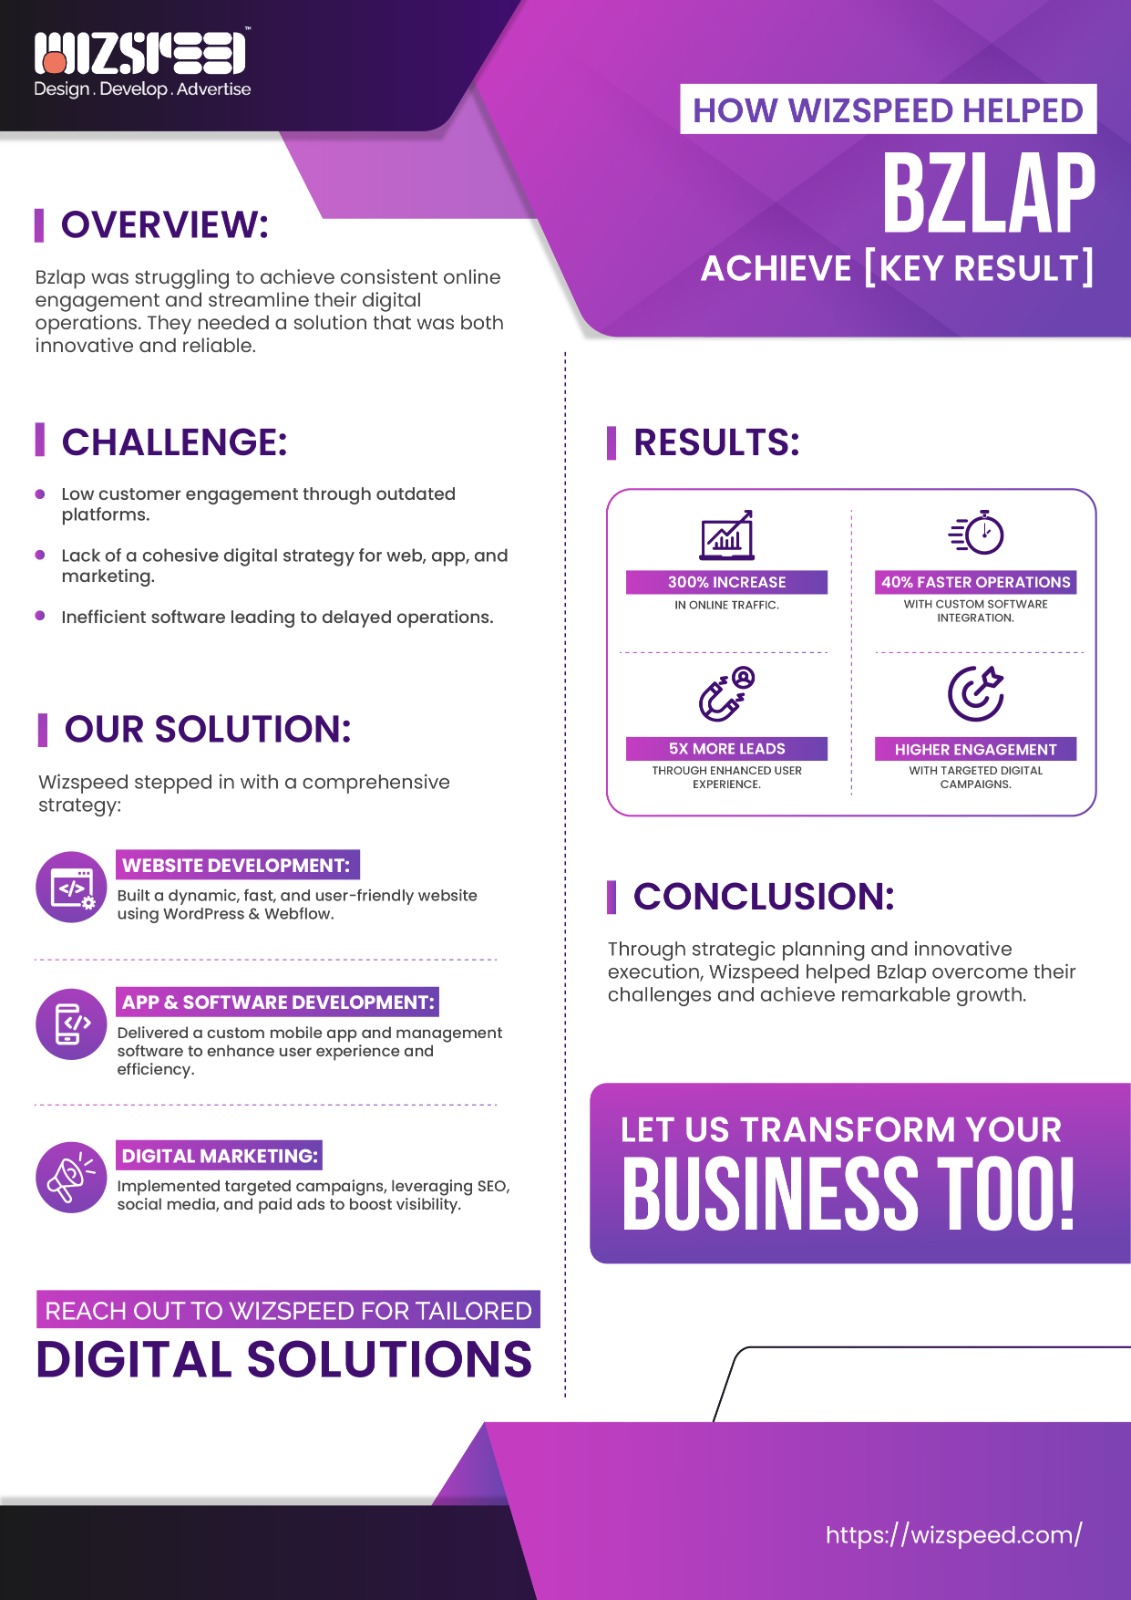 WIZSPEED™
Design . Develop . Advertise
HOW WIZSPEED HELPED
BZLAP
ACHIEVE [KEY RESULT]
OVERVIEW:
Bzlap was struggling to achieve consistent online
engagement and streamline their digital
operations. They needed a solution that was both
innovative and reliable.
CHALLENGE:
Low customer engagement through outdated
platforms.
Lack of a cohesive digital strategy for web, app, and
marketing.
Inefficient software leading to delayed operations.
OUR SOLUTION:
Wizspeed stepped in with a comprehensive
strategy:
WEBSITE DEVELOPMENT:
Built a dynamic, fast, and user-friendly website
using WordPress & Webflow.
APP & SOFTWARE DEVELOPMENT:
Delivered a custom mobile app and management
software to enhance user experience and
efficiency.
DIGITAL MARKETING:
Implemented targeted campaigns, leveraging SEO,
social media, and paid ads to boost visibility.
REACH OUT TO WIZSPEED FOR TAILORED
DIGITAL SOLUTIONS
RESULTS:
300% INCREASE
IN ONLINE TRAFFIC.
40% FASTER OPERATIONS
WITH CUSTOM SOFTWARE
INTEGRATION.
5X MORE LEADS
THROUGH ENHANCED USER
EXPERIENCE.
HIGHER ENGAGEMENT
WITH TARGETED DIGITAL
CAMPAIGNS.
CONCLUSION:
Through strategic planning and innovative
execution, Wizspeed helped Bzlap overcome their
challenges and achieve remarkable growth.
LET US TRANSFORM YOUR
BUSINESS TOO!
https://wizspeed.com/